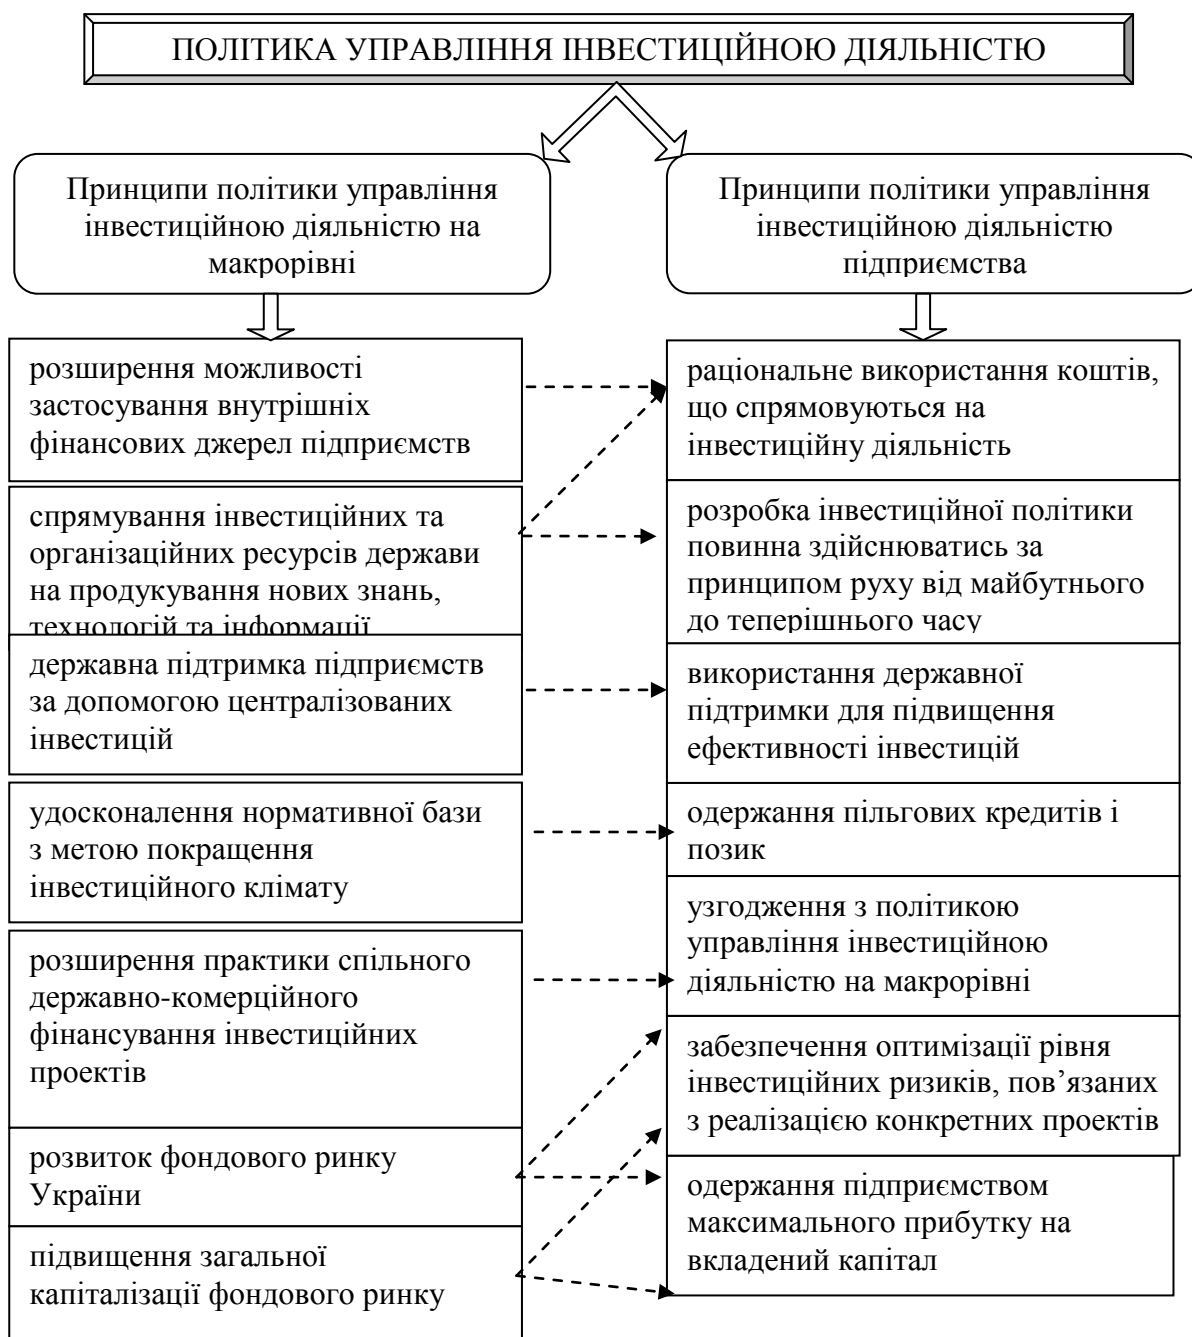 ПОЛІТИКА УПРАВЛІННЯ ІНВЕСТИЦІЙНОЮ ДІЯЛЬНІСТЮ
Принципи політики управління
інвестиційною діяльністю на
макрорівні
Принципи політики управління
інвестиційною діяльністю
підприємства
розширення можливості
застосування внутрішніх
фінансових джерел підприємств
спрямування інвестиційних та
організаційних ресурсів держави
на продукування нових знань,
технологій та інформації
державна підтримка підприємств
за допомогою централізованих
інвестицій
удосконалення нормативної бази
з метою покращення
інвестиційного клімату
розширення практики спільного
державно-комерційного
фінансування інвестиційних
проектів
розвиток фондового ринку
України
підвищення загальної
капіталізації фондового ринку
раціональне використання коштів,
що спрямовуються на
інвестиційну діяльність
розробка інвестиційної політики
повинна здійснюватись за
принципом руху від майбутнього
до теперішнього часу
використання державної
підтримки для підвищення
ефективності інвестицій
одержання пільгових кредитів і
позик
узгодження з політикою
управління інвестиційною
діяльністю на макрорівні
забезпечення оптимізації рівня
інвестиційних ризиків, пов’язаних
з реалізацією конкретних проектів
одержання підприємством
максимального прибутку на
вкладений капітал